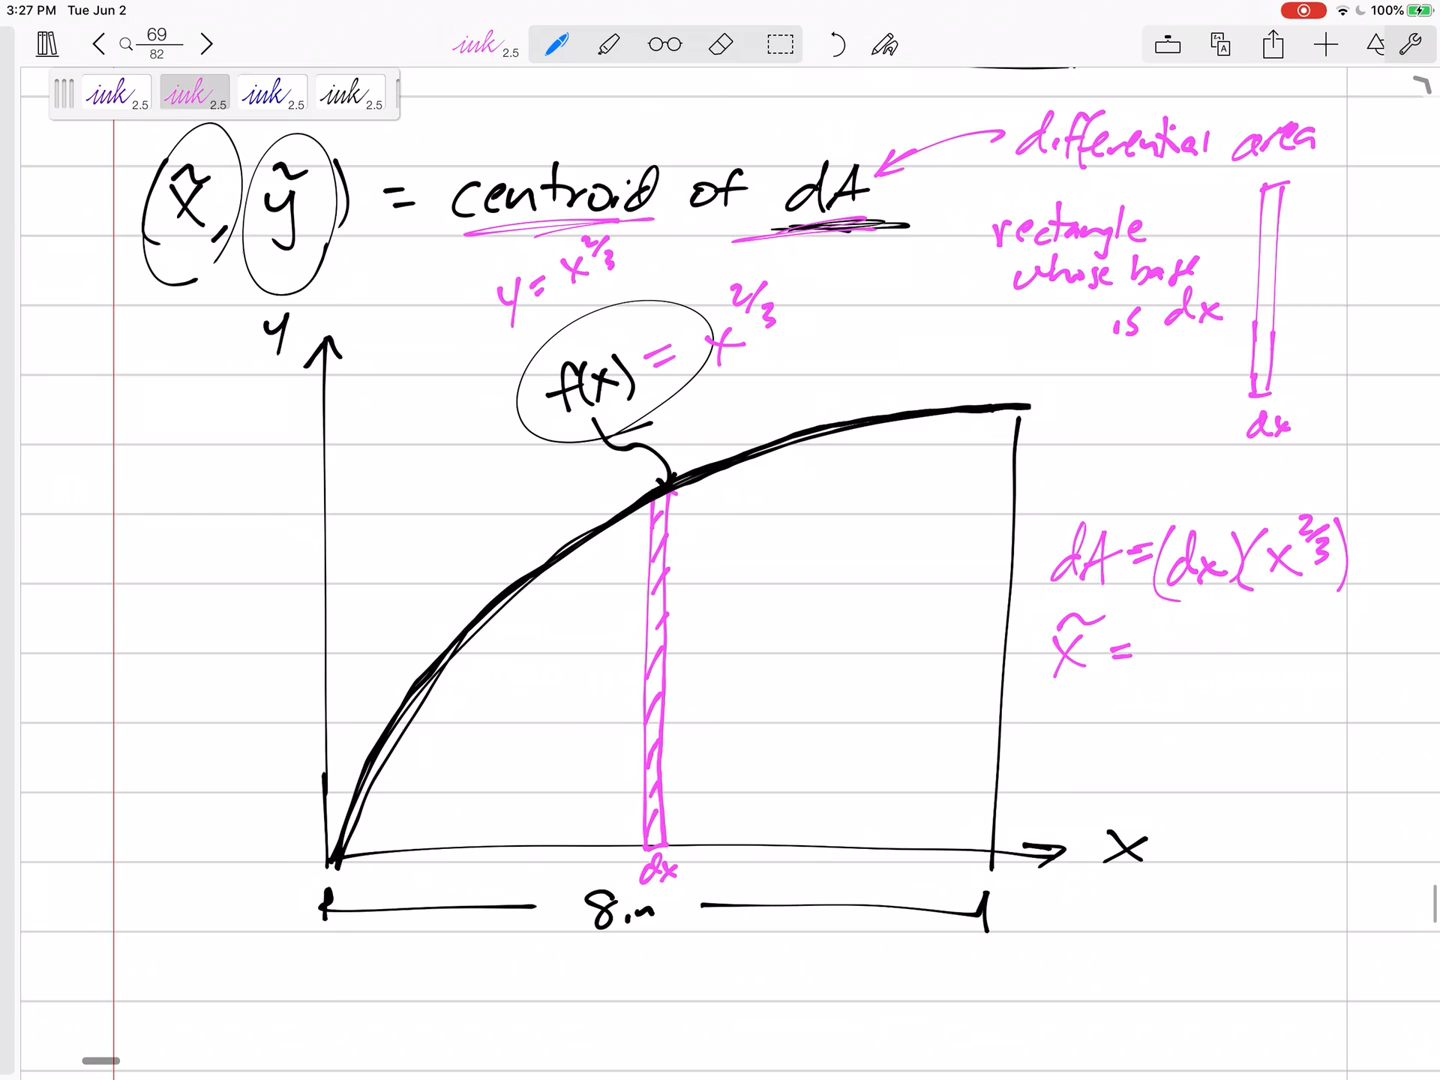 3:27 PM Tue Jun 2
100%
69
82
ink 2.5
ink 2.5
ink 2.5
ink 2.5
ink 2.5
differential area
(x̃, ỹ) = centroid of dA
rectangle
whose base
is dx
y = x^2/3
f(x) = x^2/3
y
dx
dA = (dx)(x^2/3)
x̃ =
x
dx
8in